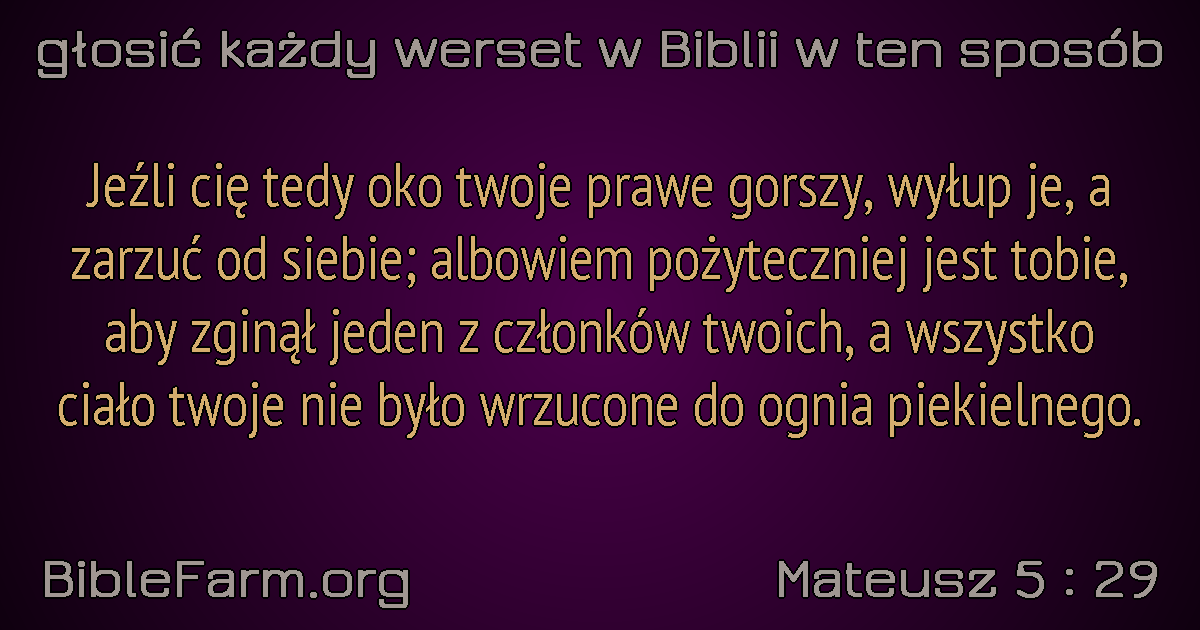 głosić każdy werset w Biblii w ten sposób
Jeźli cię tedy oko twoje prawe gorszy, wyłup je, a
zarzuć od siebie; albowiem pożyteczniej jest tobie,
aby zginął jeden z członków twoich, a wszystko
ciało twoje nie było wrzucone do ognia piekielnego.
BibleFarm.org
Mateusz 5 : 29